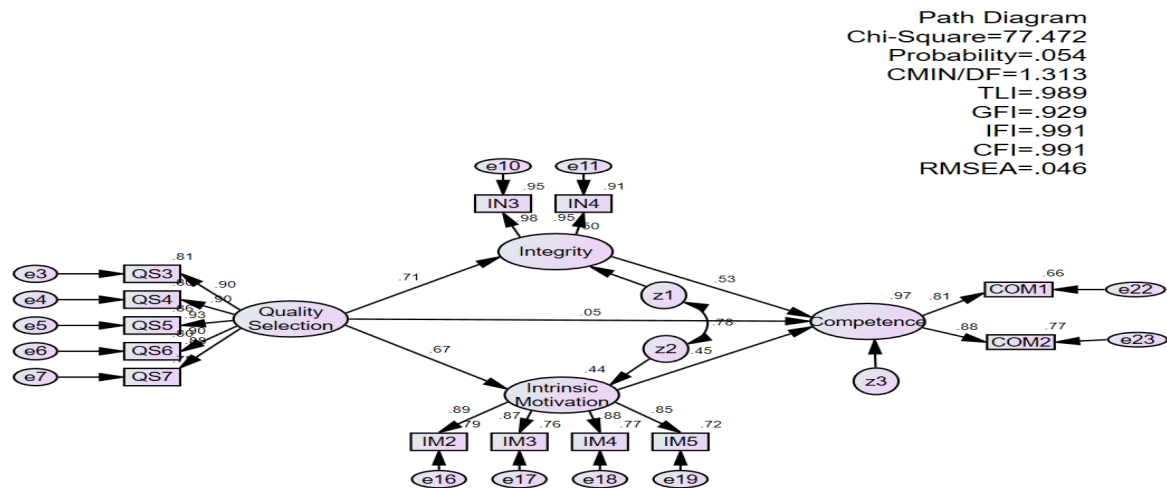 Path Diagram
Chi-Square=77.472
Probability=.054
CMIN/DF=1.313
TLI=.989
GFI=.929
IFI=.991
CFI=.991
RMSEA=.046
e10
e11
.95
.91
IN3
IN4
.98
.95
Integrity
.81
e3
QS3
.90
e4
QS4
.90
e5
QS5
.93
e6
QS6
.90
e7
QS7
Quality
Selection
.71
.05
.67
z1
.78
z2
.53
.45
.97
Competence
z3
.81
.66
COM1
e22
.88
.77
COM2
e23
.44
Intrinsic
Motivation
.89
.87
.88
.85
.79
.76
.77
.72
IM2
IM3
IM4
IM5
e16
e17
e18
e19